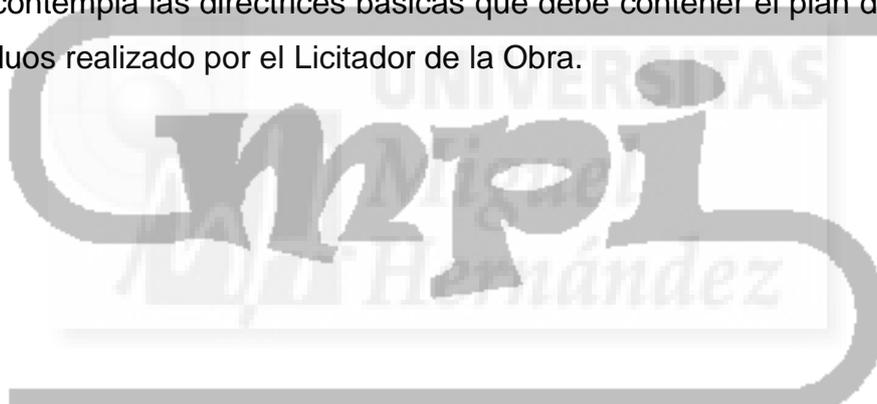 contempla las directrices básicas que debe contener el plan d
luos realizado por el Licitador de la Obra.
UNIVERSITAS
Miguel
Hernández
mpi